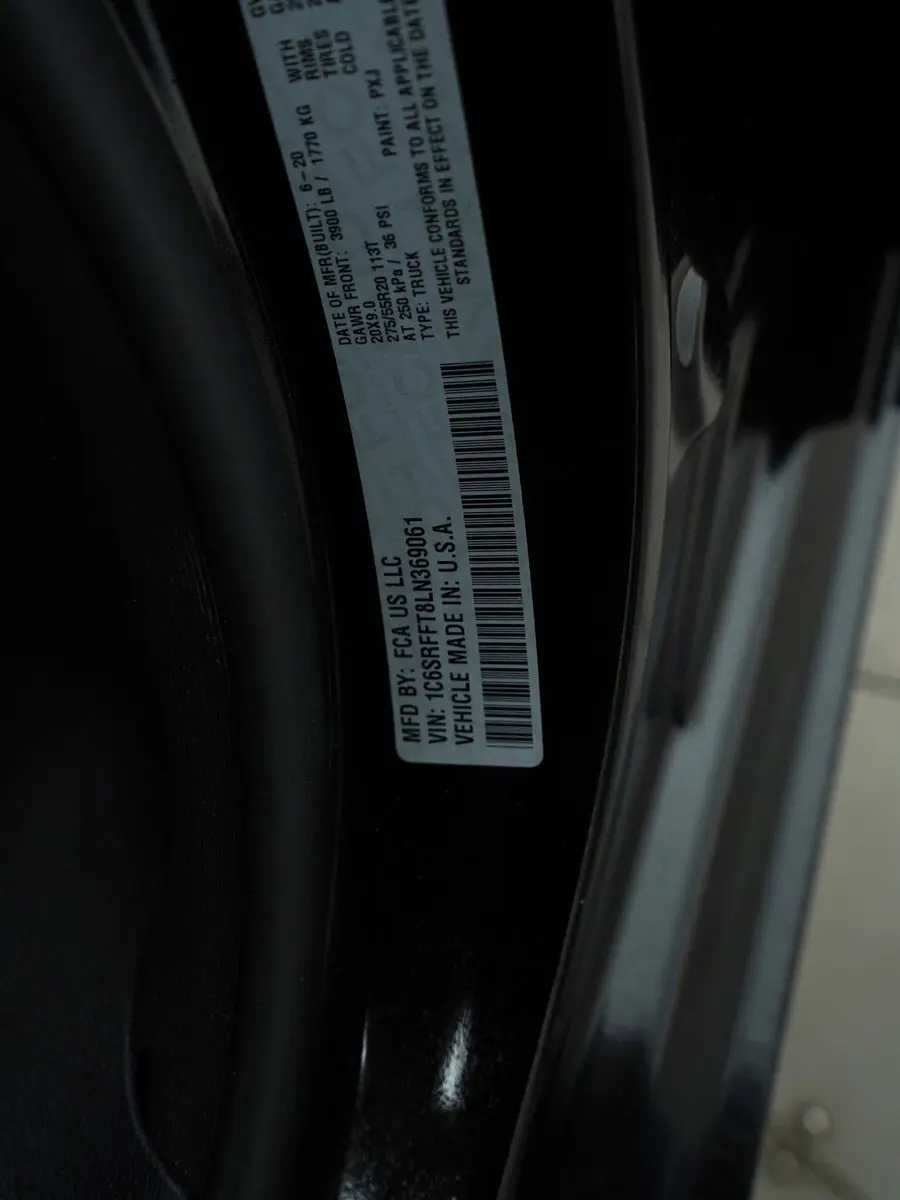 MFD BY: FCA US LLC
VIN: 1C6SRFFT8LN369061
VEHICLE MADE IN: U.S.A.
DATE OF MFR(BUILT): 6-20
GAWR FRONT: 3900 LB / 1770 KG WITH
20X9.0 RIMS
275/55R20 113T TIRES
AT 250 kPa / 36 PSI COLD
TYPE: TRUCK PAINT: PXJ
THIS VEHICLE CONFORMS TO ALL APPLICABLE
STANDARDS IN EFFECT ON THE DATE